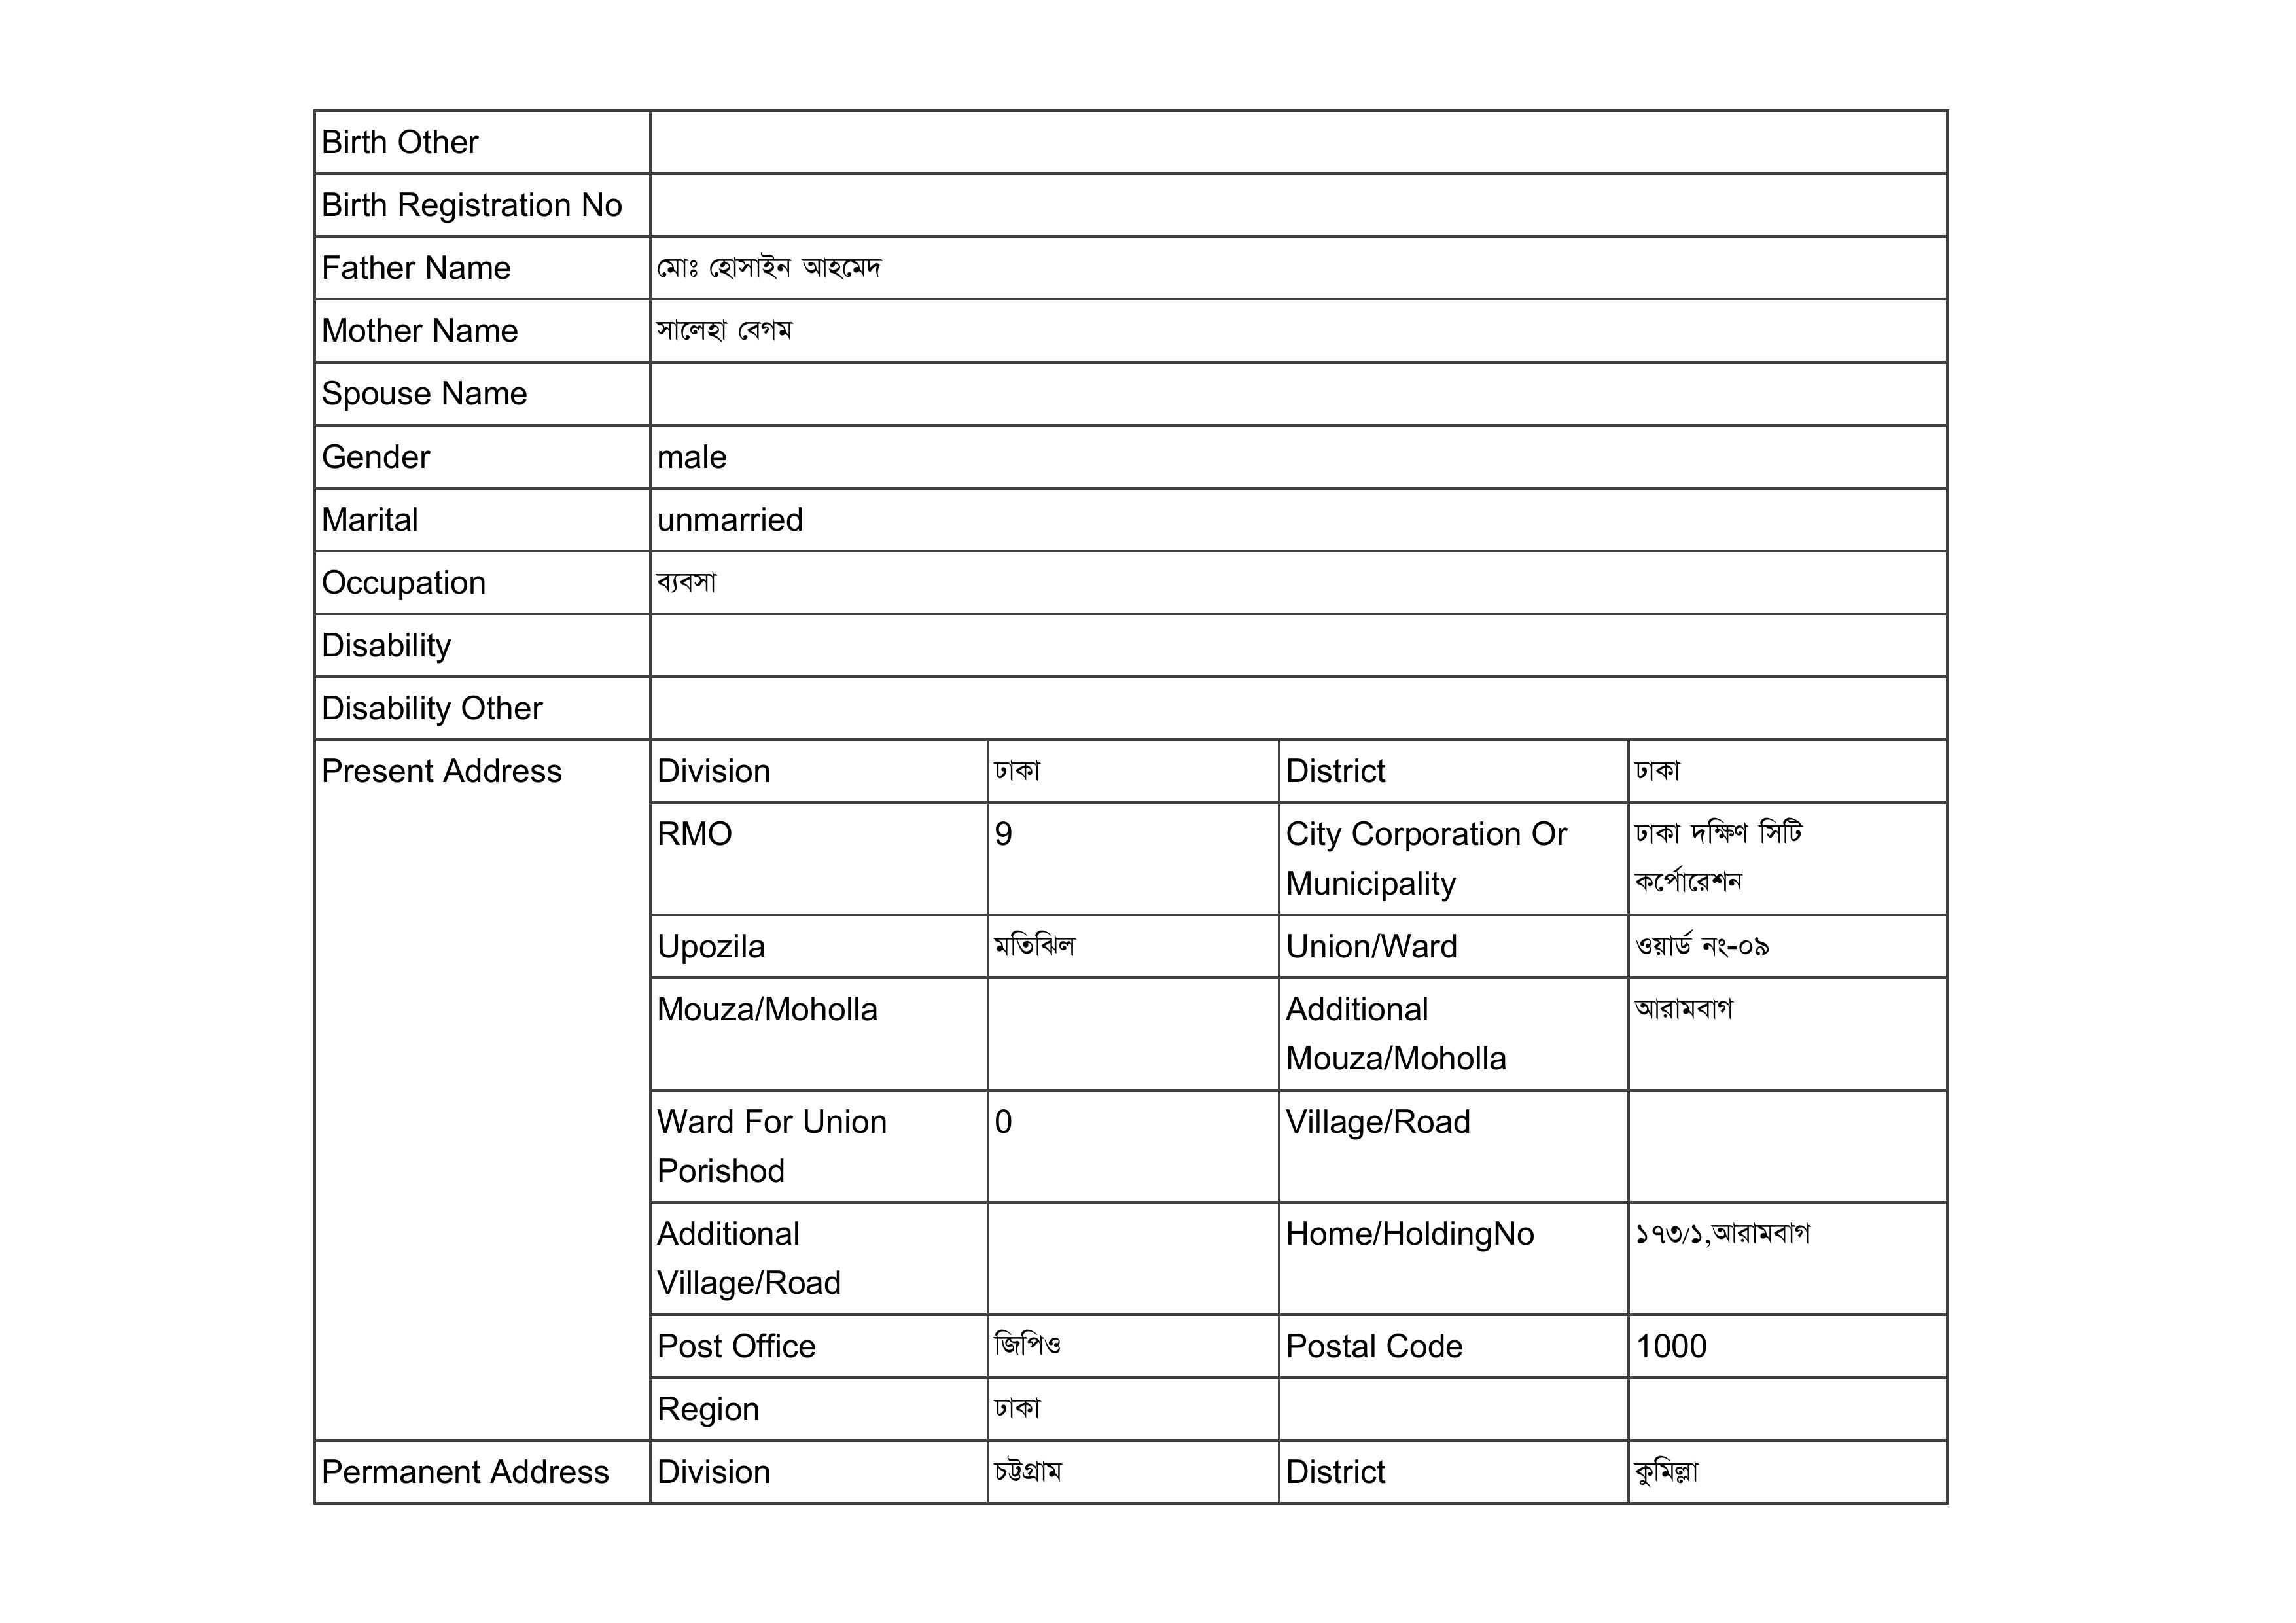 Birth Other
Birth Registration No
Father Name মোঃ হোসাইন আহমেদ
Mother Name সালেহা বেগম
Spouse Name
Gender male
Marital unmarried
Occupation ব্যবসা
Disability
Disability Other
Present Address Division ঢাকা District ঢাকা
RMO 9 City Corporation Or ঢাকা দক্ষিণ সিটি
Municipality কর্পোরেশন
Upozila মতিঝিল Union/Ward ওয়ার্ড নং-০৯
Mouza/Moholla Additional আরামবাগ
Mouza/Moholla
Ward For Union 0 Village/Road
Porishod
Additional Home/HoldingNo ১৭৩/১,আরামবাগ
Village/Road
Post Office জিপিও Postal Code 1000
Region ঢাকা
Permanent Address Division চট্টগ্রাম District কুমিল্লা